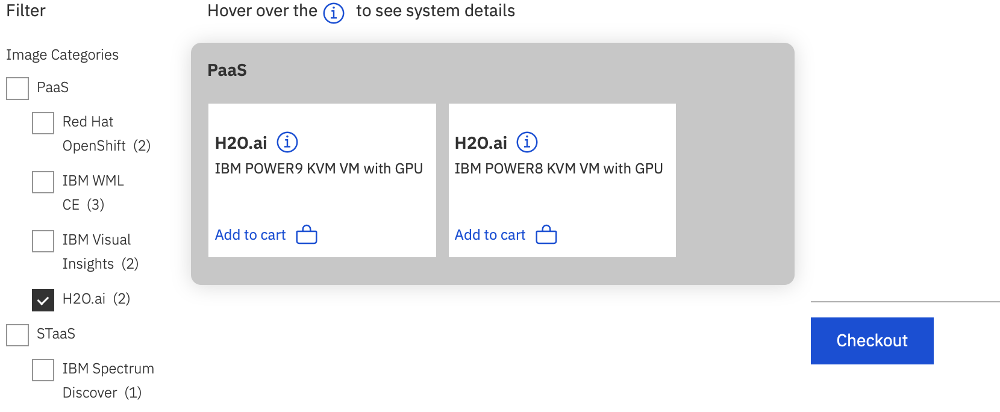 Filter
Image Categories
PaaS
Red Hat
OpenShift (2)
IBM WML
CE (3)
IBM Visual
Insights (2)
H2O.ai (2)
STaaS
IBM Spectrum
Discover (1)
Hover over the i to see system details
PaaS
H2O.ai i
IBM POWER9 KVM VM with GPU
Add to cart
H2O.ai i
IBM POWER8 KVM VM with GPU
Add to cart
Checkout